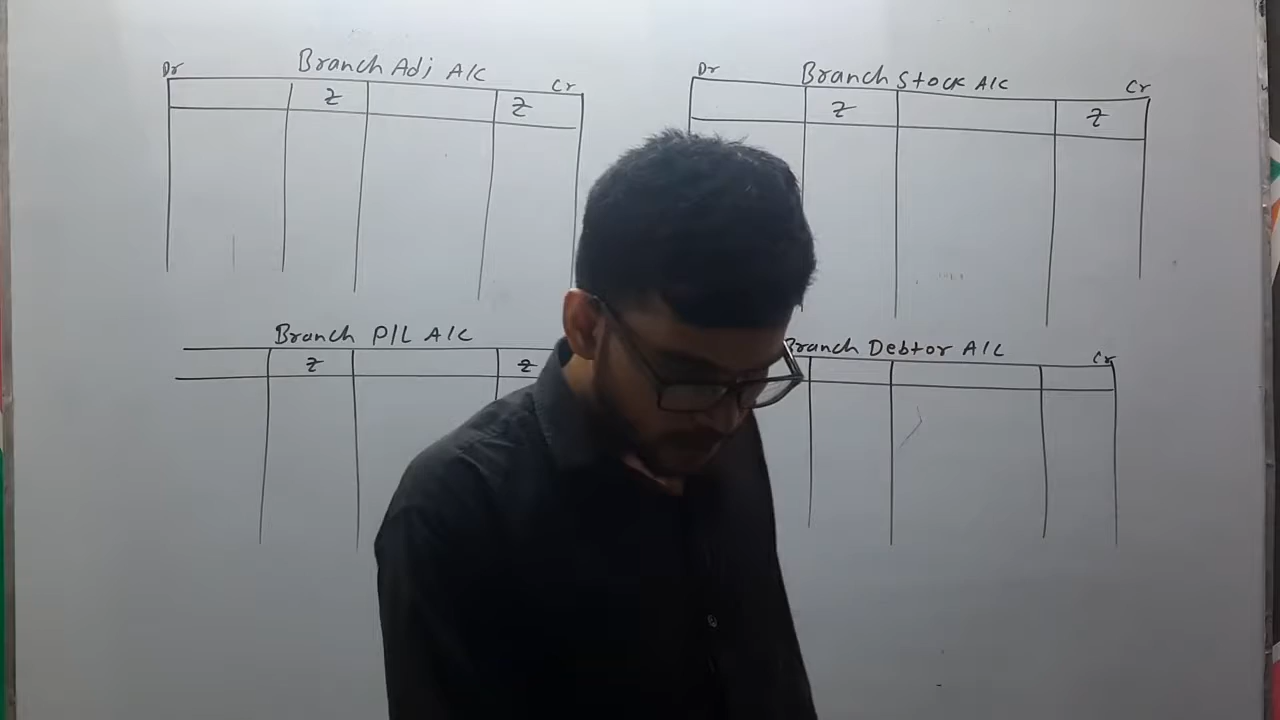 Dr Branch Adj A/C Cr
Z Z
Dr Branch Stock A/C Cr
Z Z
Branch P/L A/C
Z Z
Branch Debtor A/C Cr